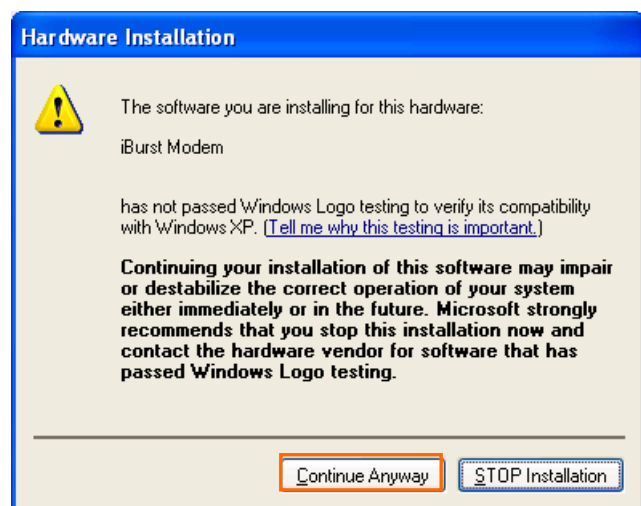 Hardware Installation
The software you are installing for this hardware:
iBurst Modem
has not passed Windows Logo testing to verify its compatibility
with Windows XP. (Tell me why this testing is important.)
Continuing your installation of this software may impair
or destabilize the correct operation of your system
either immediately or in the future. Microsoft strongly
recommends that you stop this installation now and
contact the hardware vendor for software that has
passed Windows Logo testing.
Continue Anyway STOP Installation